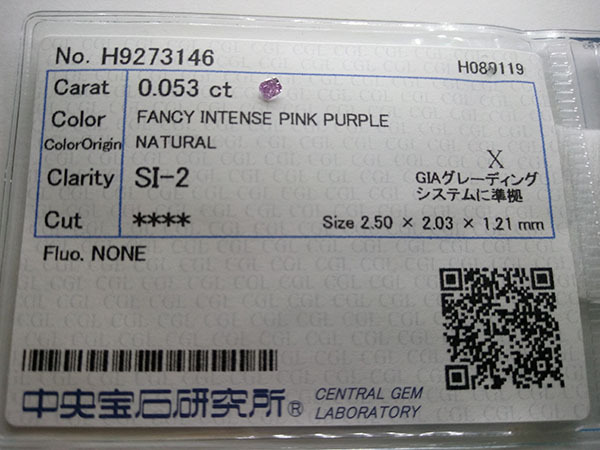 No. H9273146
H080119
Carat 0.053 ct
Color FANCY INTENSE PINK PURPLE
ColorOrigin NATURAL
Clarity SI-2
X
GIAグレーディング
システムに準拠
Cut **** Size 2.50 × 2.03 × 1.21 mm
Fluo. NONE
中央宝石研究所® CENTRAL GEM
LABORATORY